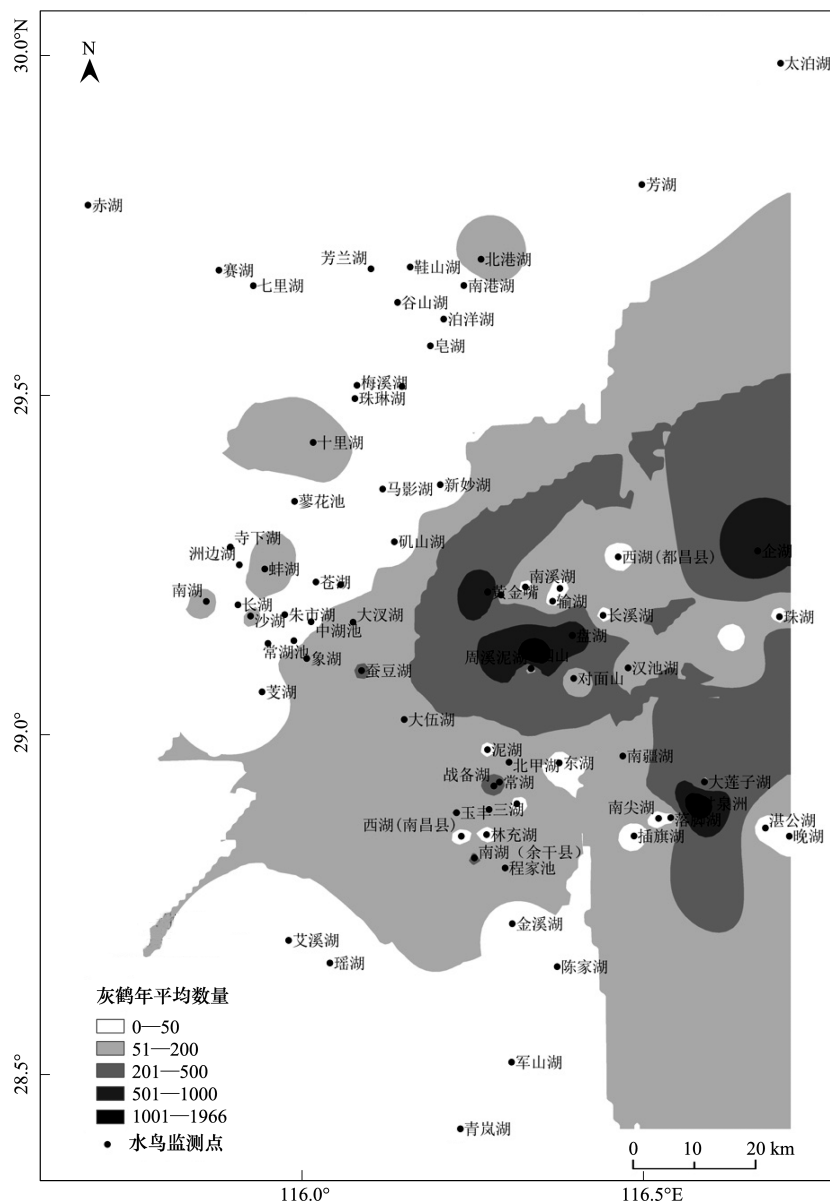 30.0°N
N
太泊湖
芳湖
赤湖
北港湖
芳兰湖
鞋山湖
赛湖
七里湖
南港湖
谷山湖
泊洋湖
皂湖
29.5°
梅溪湖
珠琳湖
十里湖
马影湖
新妙湖
蓼花池
矶山湖
寺下湖
洲边湖
蚌湖
西湖(都昌县)
企湖
南溪湖
苍湖
黄金嘴
南湖
长湖
输湖
沙湖
朱市湖
大汊湖
长溪湖
珠湖
中湖池
盘湖
常湖池
象湖
周溪泥湖
蚕豆湖
汉池湖
对面山
芰湖
大伍湖
29.0°
泥湖
北甲湖
东湖
南疆湖
战备湖
常湖
大莲子湖
玉丰
三湖
南尖湖
西湖(南昌县)
林充湖
插旗湖
湛公湖
晚湖
南湖（余干县）
程家池
金溪湖
艾溪湖
瑶湖
陈家湖
灰鹤年平均数量
0—50
51—200
201—500
501—1000
1001—1966
水鸟监测点
28.5°
军山湖
青岚湖
0 10 20 km
116.0°
116.5°E